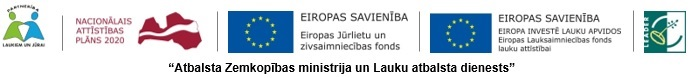 PARTNERĪBA
LAUKIEM UN JŪRAI
NACIONĀLAIS
ATTĪSTĪBAS
PLĀNS 2020
EIROPAS SAVIENĪBA
Eiropas Jūrlietu un
zivsaimniecības fonds
EIROPAS SAVIENĪBA
EIROPA INVESTĒ LAUKU APVIDOS
Eiropas Lauksaimniecības fonds
lauku attīstībai
LEADER
“Atbalsta Zemkopības ministrija un Lauku atbalsta dienests”